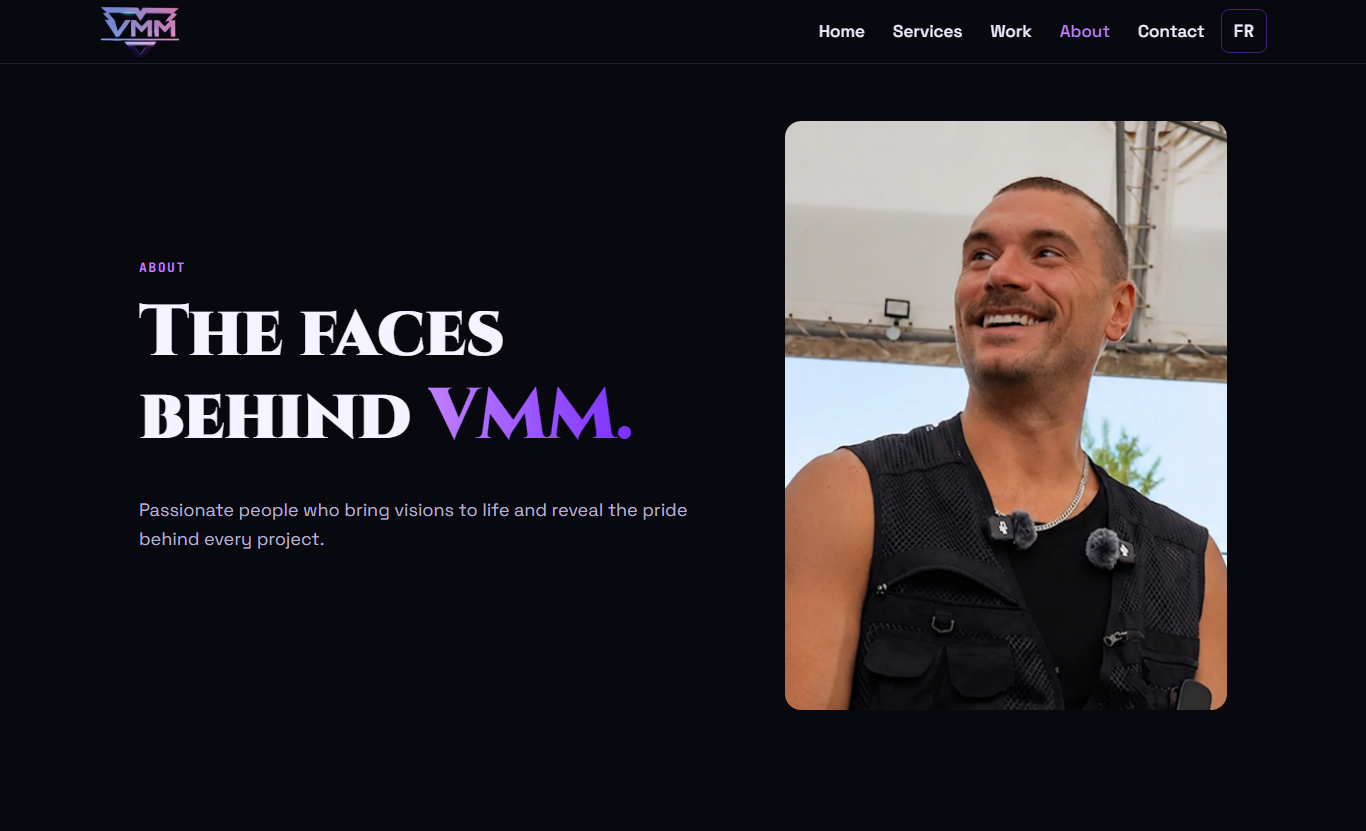 VMM
Home Services Work About Contact FR
ABOUT
The faces
behind VMM.
Passionate people who bring visions to life and reveal the pride
behind every project.